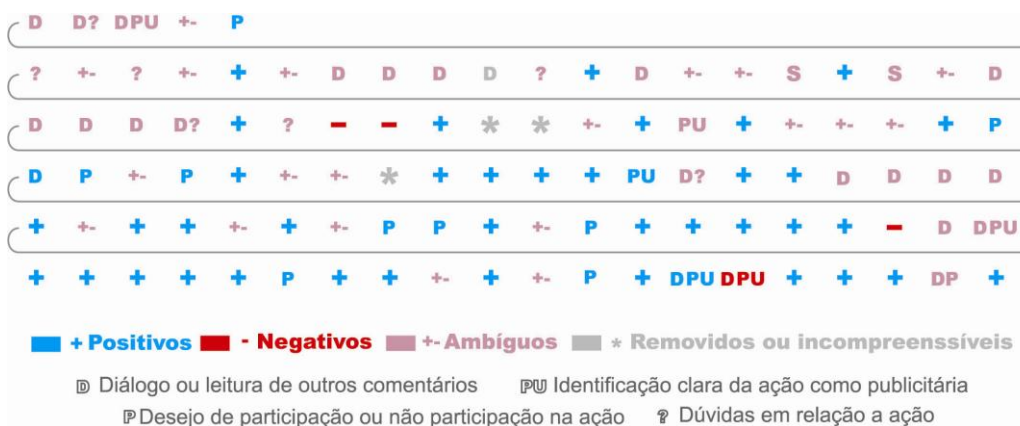 D D? DPU +- P
? +- ? +- + +- D D D D ? + D +- +- S + S +- D
D D D D? + ? - - + * * +- + PU + +- +- +- + P
D P +- P + +- +- * + + + + PU D? + + D D D D
+ +- + + +- + +- P P + +- P + + + + + - D DPU
+ + + + + P + + +- + +- P + DPU DPU + + + DP +
+ Positivos - Negativos +- Ambíguos * Removidos ou incompreenssíveis
D Diálogo ou leitura de outros comentários PU Identificação clara da ação como publicitária
P Desejo de participação ou não participação na ação ? Dúvidas em relação a ação